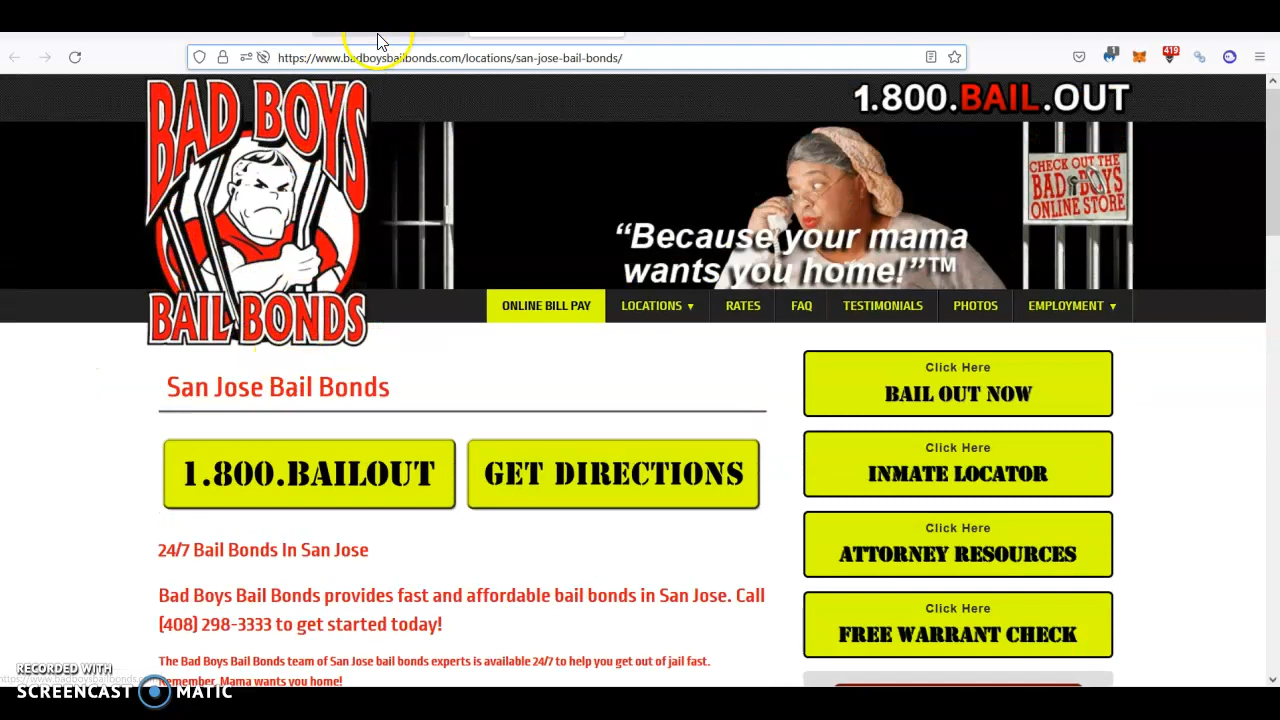 https://www.badboysbailbonds.com/locations/san-jose-bail-bonds/
1
419
BAD BOYS
BAIL BONDS
1.800.BAIL.OUT
CHECK OUT THE
BAD BOYS
ONLINE STORE
“Because your mama
wants you home!”™
ONLINE BILL PAY
LOCATIONS ▼
RATES
FAQ
TESTIMONIALS
PHOTOS
EMPLOYMENT ▼
San Jose Bail Bonds
1.800.BAILOUT
GET DIRECTIONS
24/7 Bail Bonds In San Jose
Bad Boys Bail Bonds provides fast and affordable bail bonds in San Jose. Call
(408) 298-3333 to get started today!
The Bad Boys Bail Bonds team of San Jose bail bonds experts is available 24/7 to help you get out of jail fast.
Remember, Mama wants you home!
Click Here
BAIL OUT NOW
Click Here
INMATE LOCATOR
Click Here
ATTORNEY RESOURCES
Click Here
FREE WARRANT CHECK
https://www.badboysbailbonds.
RECORDED WITH
SCREENCAST MATIC